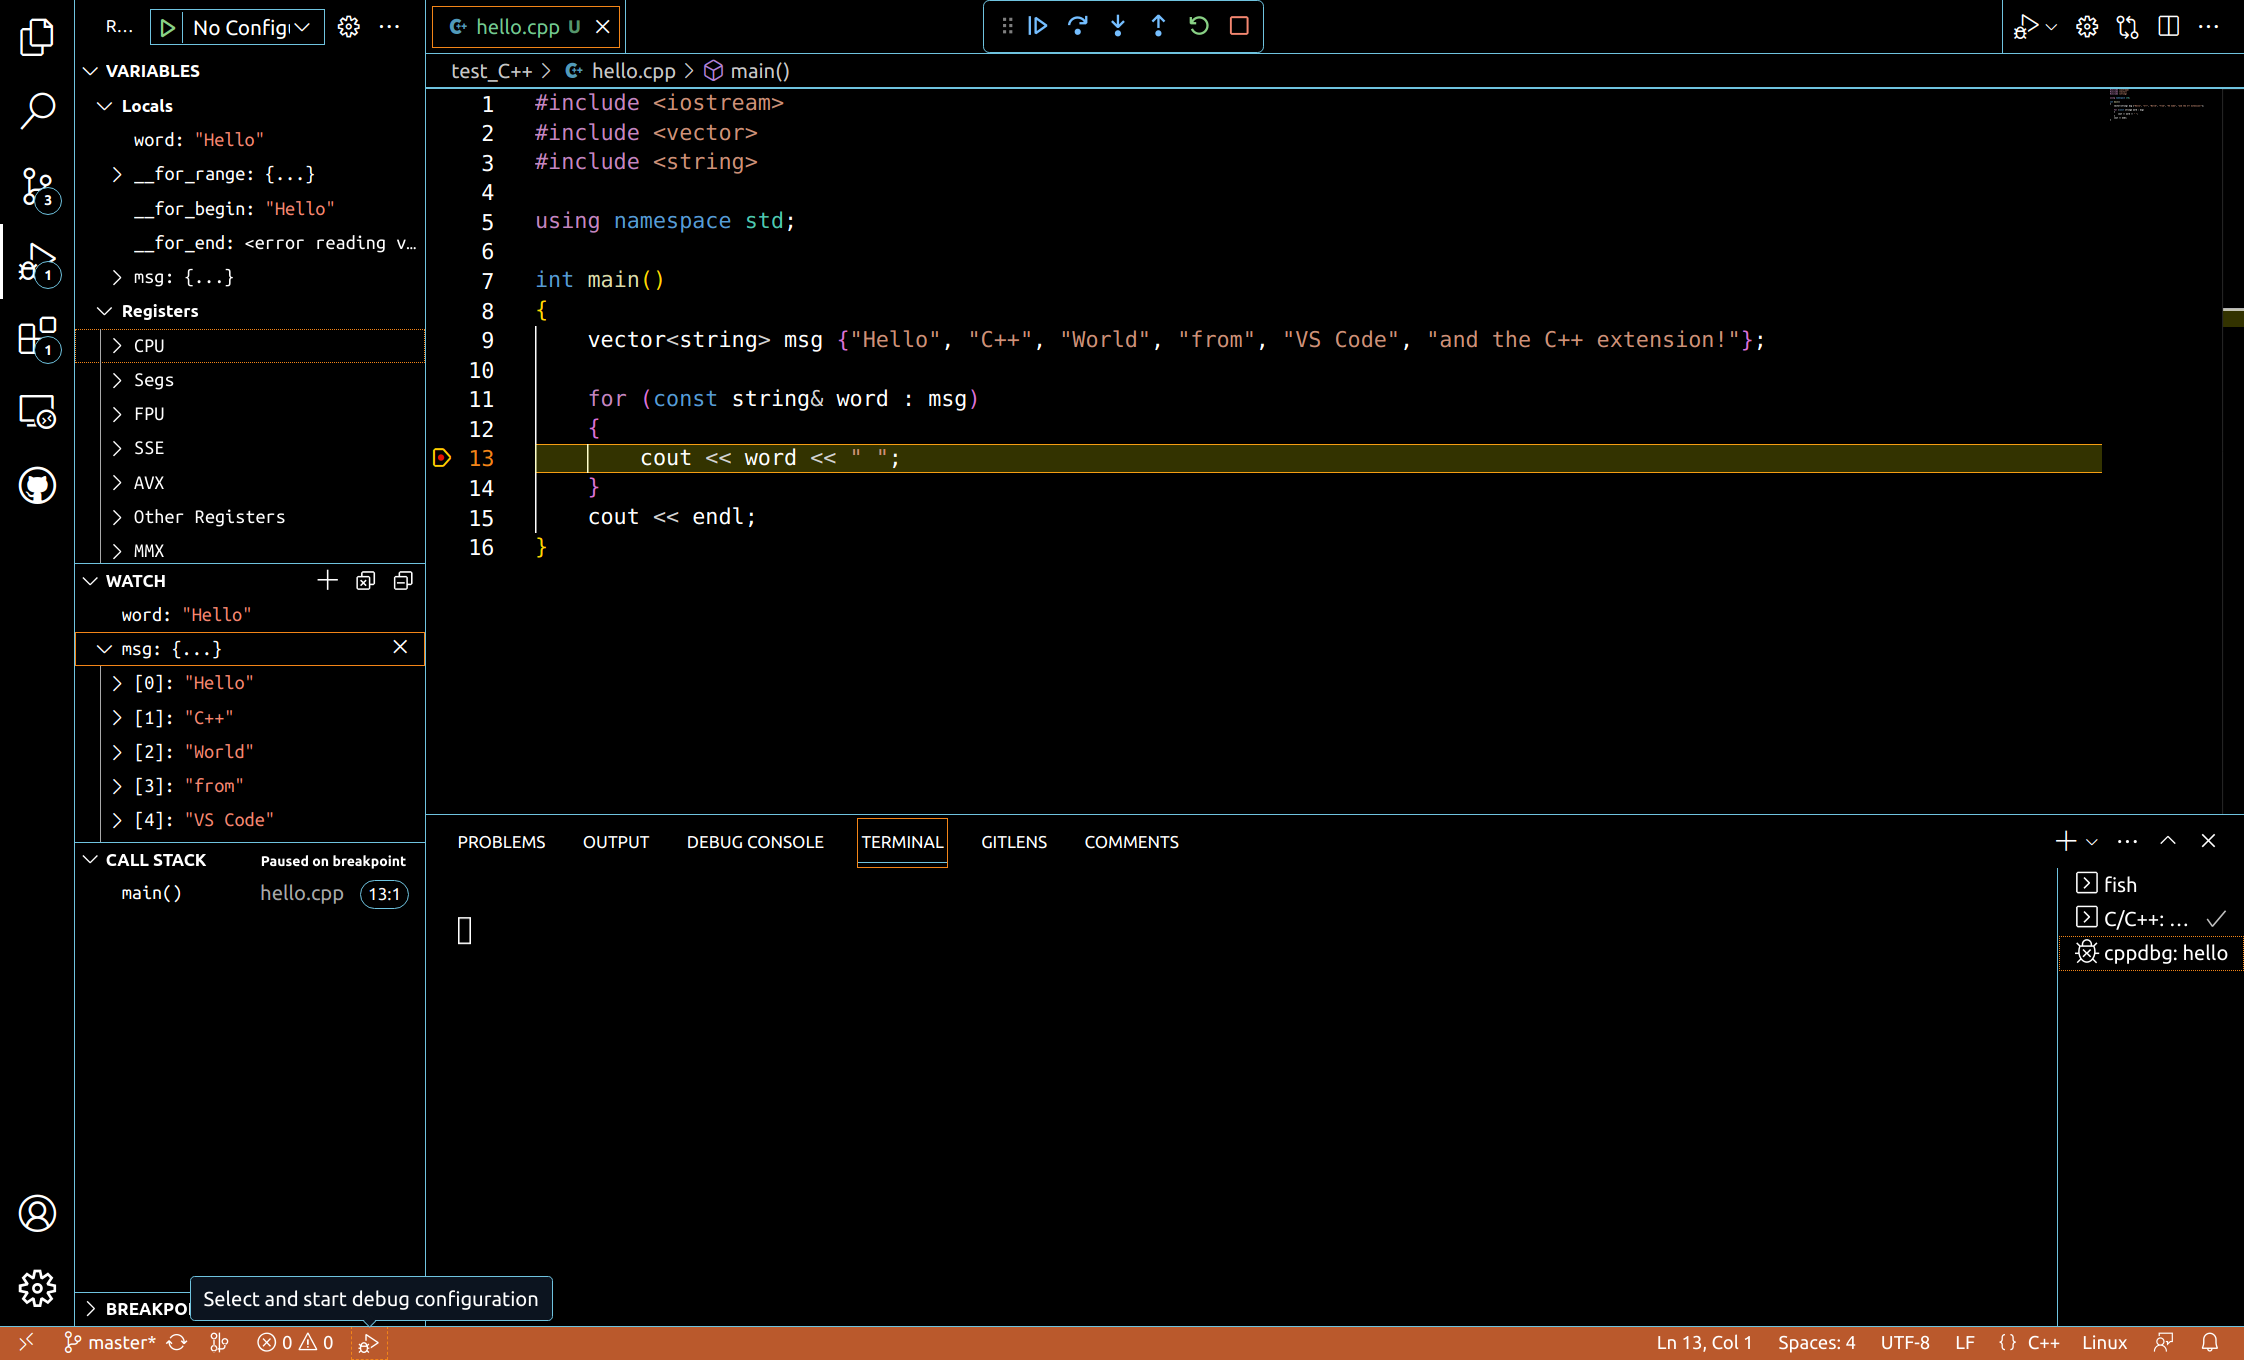 R... No Config
VARIABLES
Locals
word: "Hello"
__for_range: {...}
__for_begin: "Hello"
__for_end: <error reading v...
msg: {...}
Registers
CPU
Segs
FPU
SSE
AVX
Other Registers
MMX
WATCH
word: "Hello"
msg: {...}
[0]: "Hello"
[1]: "C++"
[2]: "World"
[3]: "from"
[4]: "VS Code"
CALL STACK Paused on breakpoint
main() hello.cpp 13:1
BREAKPOI
Select and start debug configuration
3
1
1
hello.cpp U
test_C++ > hello.cpp > main()
1 #include <iostream>
2 #include <vector>
3 #include <string>
4
5 using namespace std;
6
7 int main()
8 {
9 vector<string> msg {"Hello", "C++", "World", "from", "VS Code", "and the C++ extension!"};
10
11 for (const string& word : msg)
12 {
13 cout << word << " ";
14 }
15 cout << endl;
16 }
PROBLEMS OUTPUT DEBUG CONSOLE TERMINAL GITLENS COMMENTS
fish
C/C++: ...
cppdbg: hello
master* 0 0 Ln 13, Col 1 Spaces: 4 UTF-8 LF {} C++ Linux